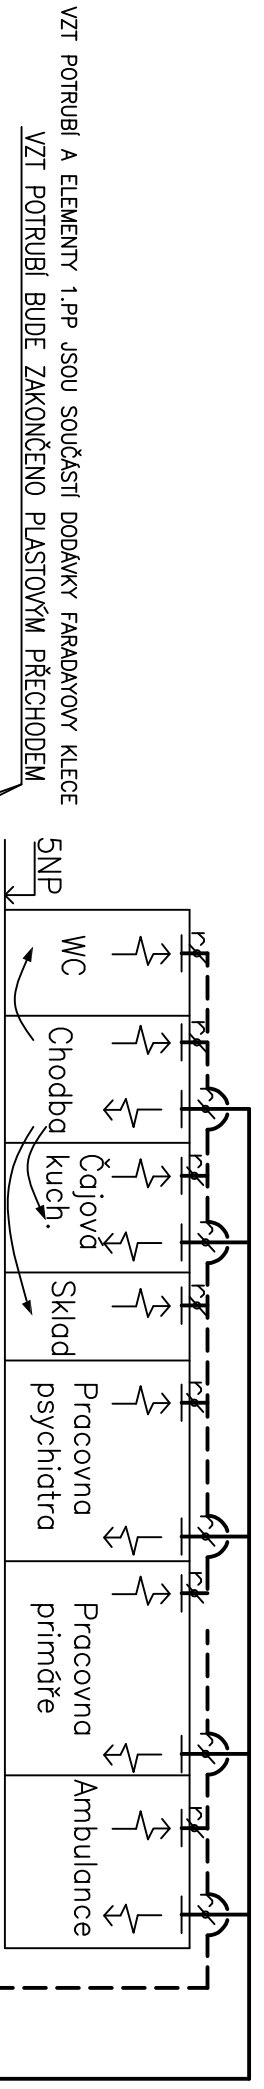 VZT POTRUBÍ A ELEMENTY 1.PP JSOU SOUČÁSTÍ DODÁVKY FARADAYOVY KLECE
VZT POTRUBÍ BUDE ZAKONČENO PLASTOVÝM PŘECHODEM
5NP
WC
Chodba
Čajová
kuch.
Sklad
Pracovna
psychiatra
Pracovna
primáře
Ambulance